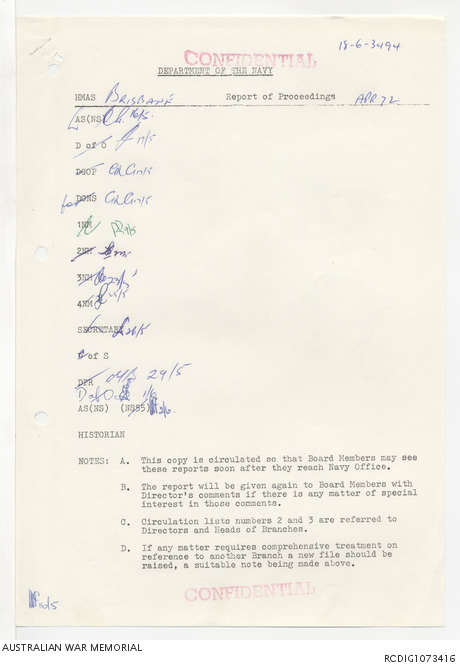 18-6-3494
CONFIDENTIAL
DEPARTMENT OF THE NAVY
HMAS BRISBANE Report of Proceedings APR 72
AS(NS)
D of O
DSOP
for DONS
1NM
2NM
3NM
4NM
SECRETARY
D of S
DPR 29/5
AS(NS) (NSS5)
HISTORIAN
NOTES: A. This copy is circulated so that Board Members may see
these reports soon after they reach Navy Office.
B. The report will be given again to Board Members with
Director's comments if there is any matter of special
interest in those comments.
C. Circulation lists numbers 2 and 3 are referred to
Directors and Heads of Branches.
D. If any matter requires comprehensive treatment on
reference to another Branch a new file should be
raised, a suitable note being made above.
CONFIDENTIAL
AUSTRALIAN WAR MEMORIAL RCDIG1073416